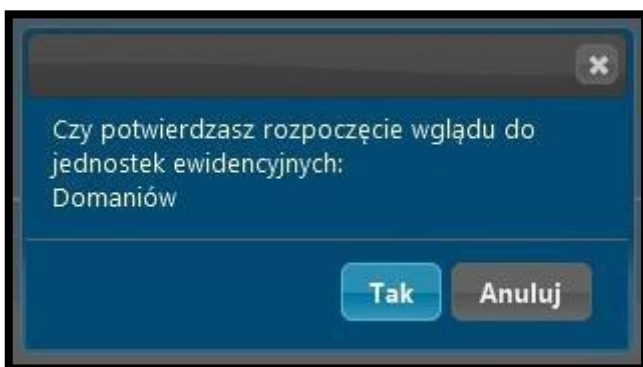 Czy potwierdzasz rozpoczęcie wglądu do
jednostek ewidencyjnych:
Domaniów
Tak Anuluj